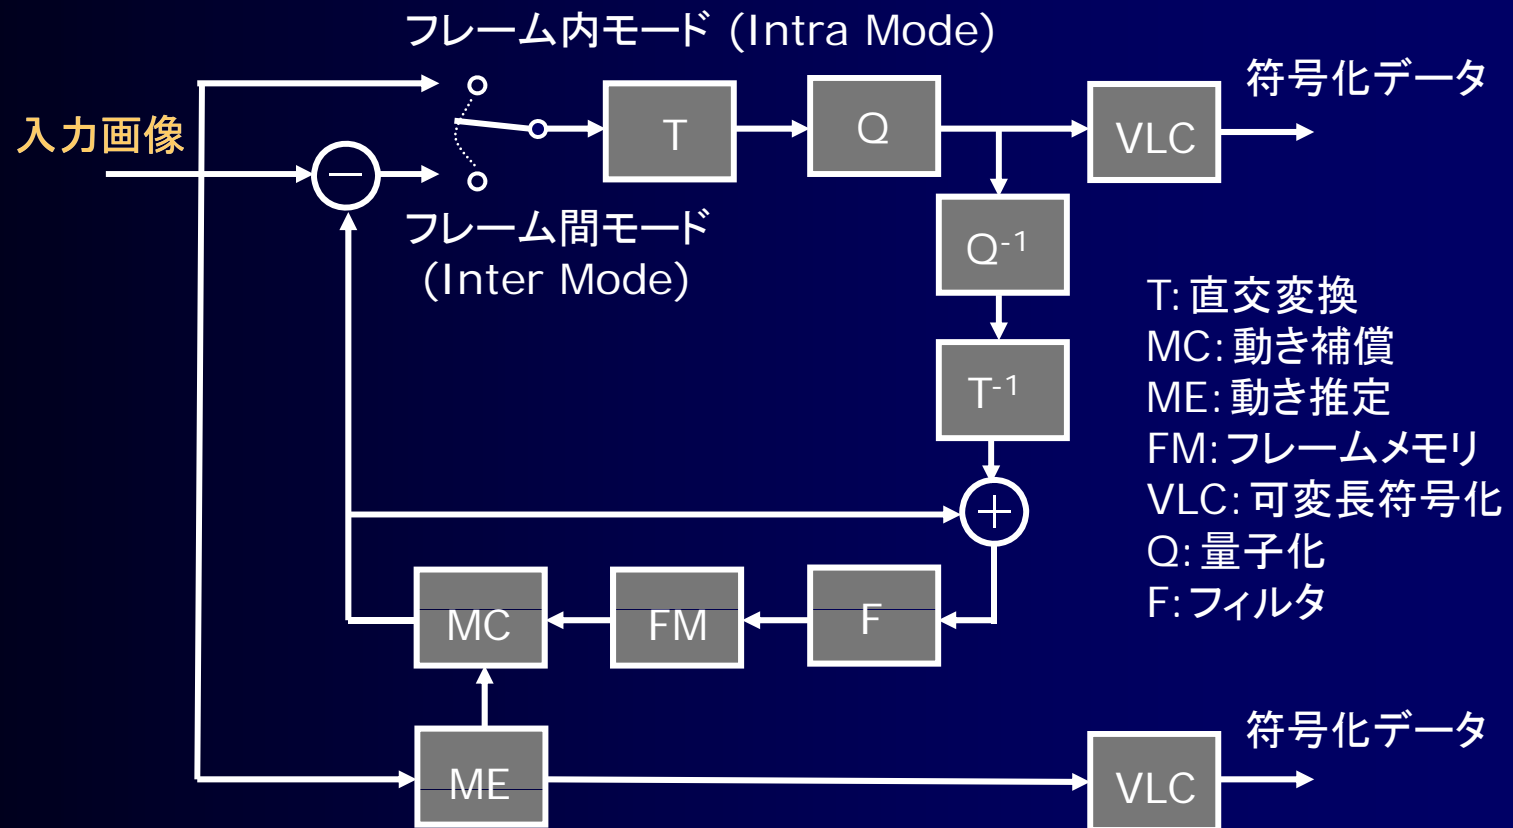 フレーム内モード (Intra Mode)
符号化データ
入力画像
T
Q
VLC
フレーム間モード
(Inter Mode)
Q-1
T-1
T:直交変換
MC:動き補償
ME:動き推定
FM:フレームメモリ
VLC:可変長符号化
Q:量子化
F:フィルタ
MC
FM
F
ME
VLC
符号化データ